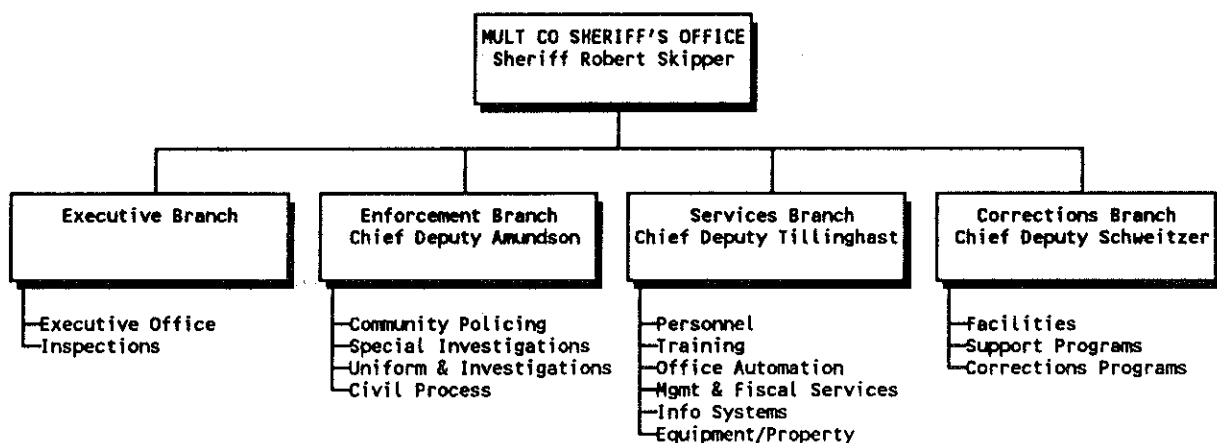 MULT CO SHERIFF'S OFFICE
Sheriff Robert Skipper
Executive Branch
Enforcement Branch
Chief Deputy Amundson
Services Branch
Chief Deputy Tillinghast
Corrections Branch
Chief Deputy Schweitzer
Executive Office
Inspections
Community Policing
Special Investigations
Uniform & Investigations
Civil Process
Personnel
Training
Office Automation
Mgmt & Fiscal Services
Info Systems
Equipment/Property
Facilities
Support Programs
Corrections Programs